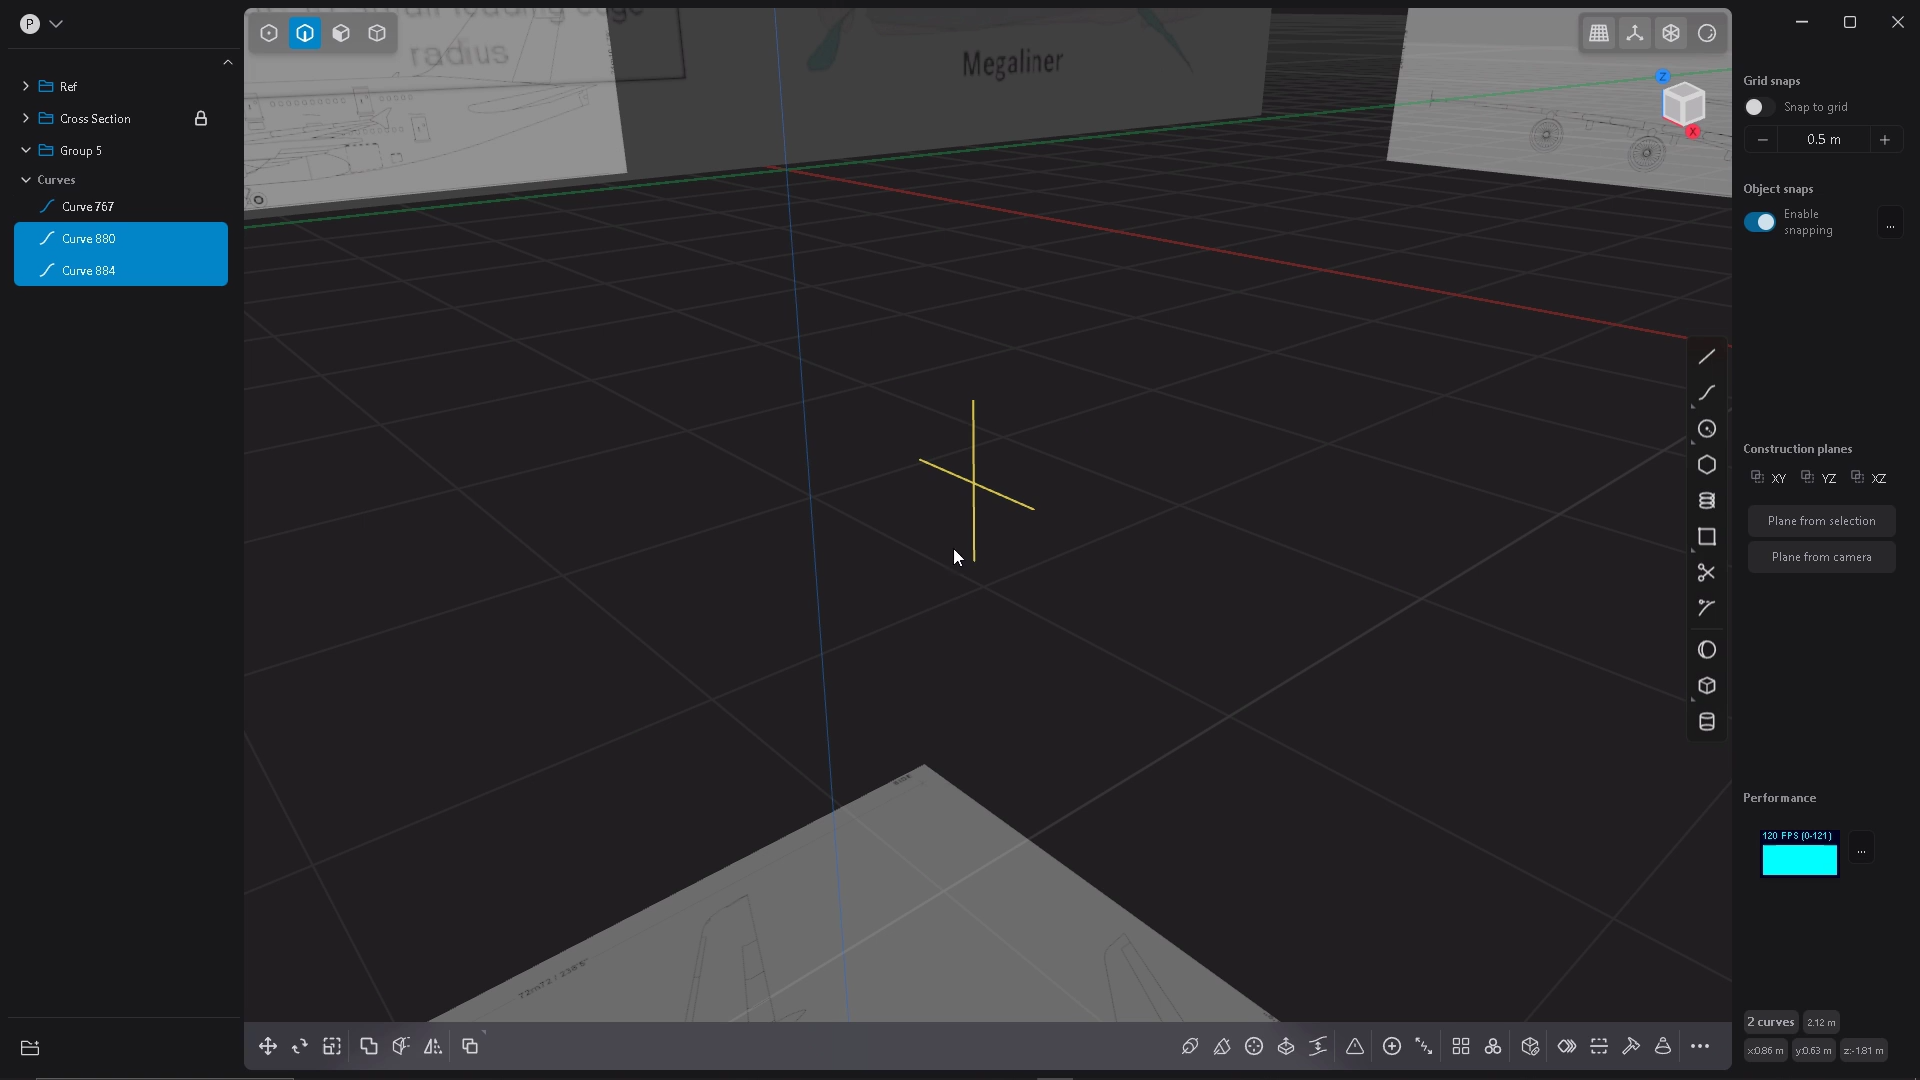 P
Ref
Cross Section
Group 5
Curves
Curve 767
Curve 880
Curve 884
radius
Megaliner
Z
X
Grid snaps
Snap to grid
0.5 m
Object snaps
Enable
snapping
...
Construction planes
XY YZ XZ
Plane from selection
Plane from camera
Performance
120 FPS (0-121)
...
2 curves 2.12 m
x:0.86 m y:0.63 m z:-1.81 m